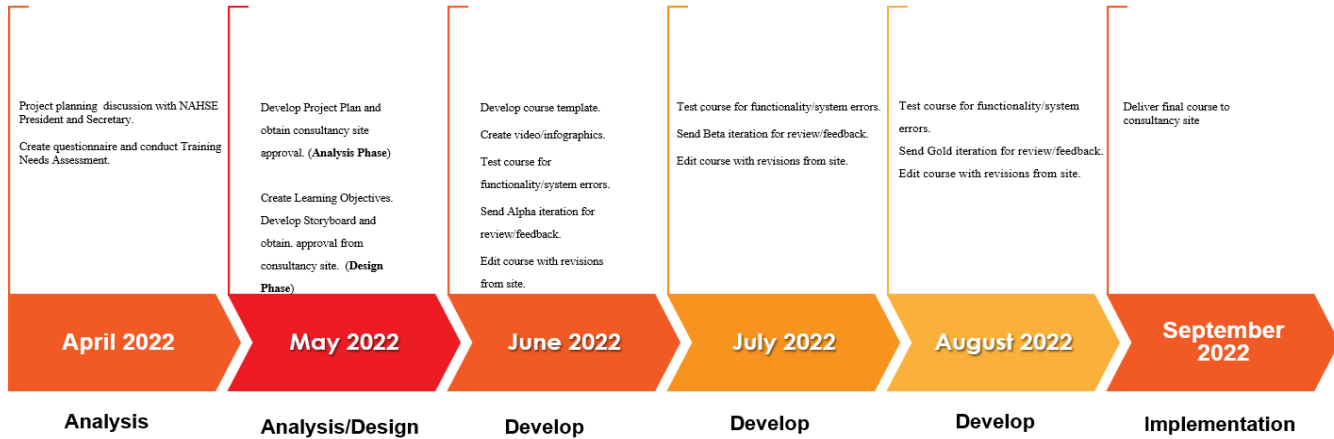 Project planning discussion with NAHSE
President and Secretary.
Create questionnaire and conduct Training
Needs Assessment.
Develop Project Plan and
obtain consultancy site
approval. (Analysis Phase)
Create Learning Objectives.
Develop Storyboard and
obtain. approval from
consultancy site. (Design
Phase)
Develop course template.
Create video/infographics.
Test course for
functionality/system errors.
Send Alpha iteration for
review/feedback.
Edit course with revisions
from site.
Test course for functionality/system errors.
Send Beta iteration for review/feedback.
Edit course with revisions from site.
Test course for functionality/system
errors.
Send Gold iteration for review/feedback.
Edit course with revisions from site.
Deliver final course to
consultancy site
April 2022
May 2022
June 2022
July 2022
August 2022
September
2022
Analysis
Analysis/Design
Develop
Develop
Develop
Implementation